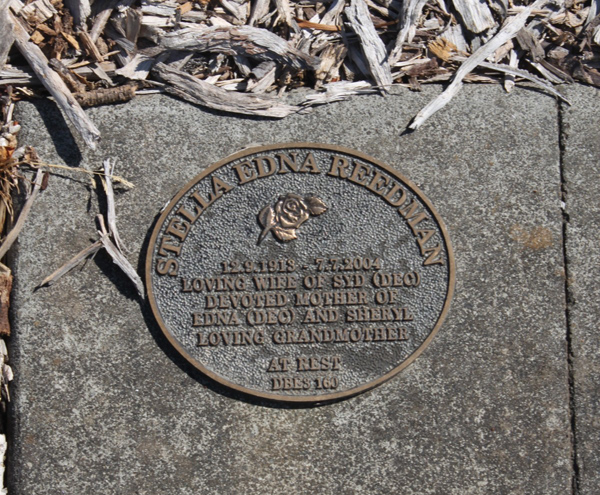 STELLA EDNA REEDMAN
12.9.1918 - 7.7.2004
LOVING WIFE OF SYD (DEC)
DEVOTED MOTHER OF
EDNA (DEC) AND SHERYL
LOVING GRANDMOTHER
AT REST
DBES 160